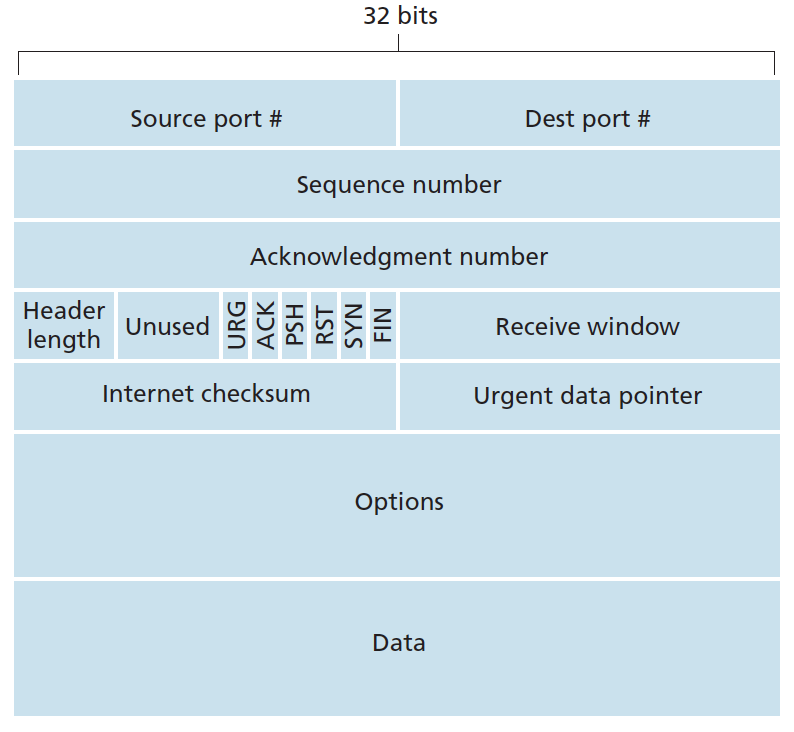 32 bits
Source port #
Dest port #
Sequence number
Acknowledgment number
Header
length
Unused
URG
ACK
PSH
RST
SYN
FIN
Receive window
Internet checksum
Urgent data pointer
Options
Data